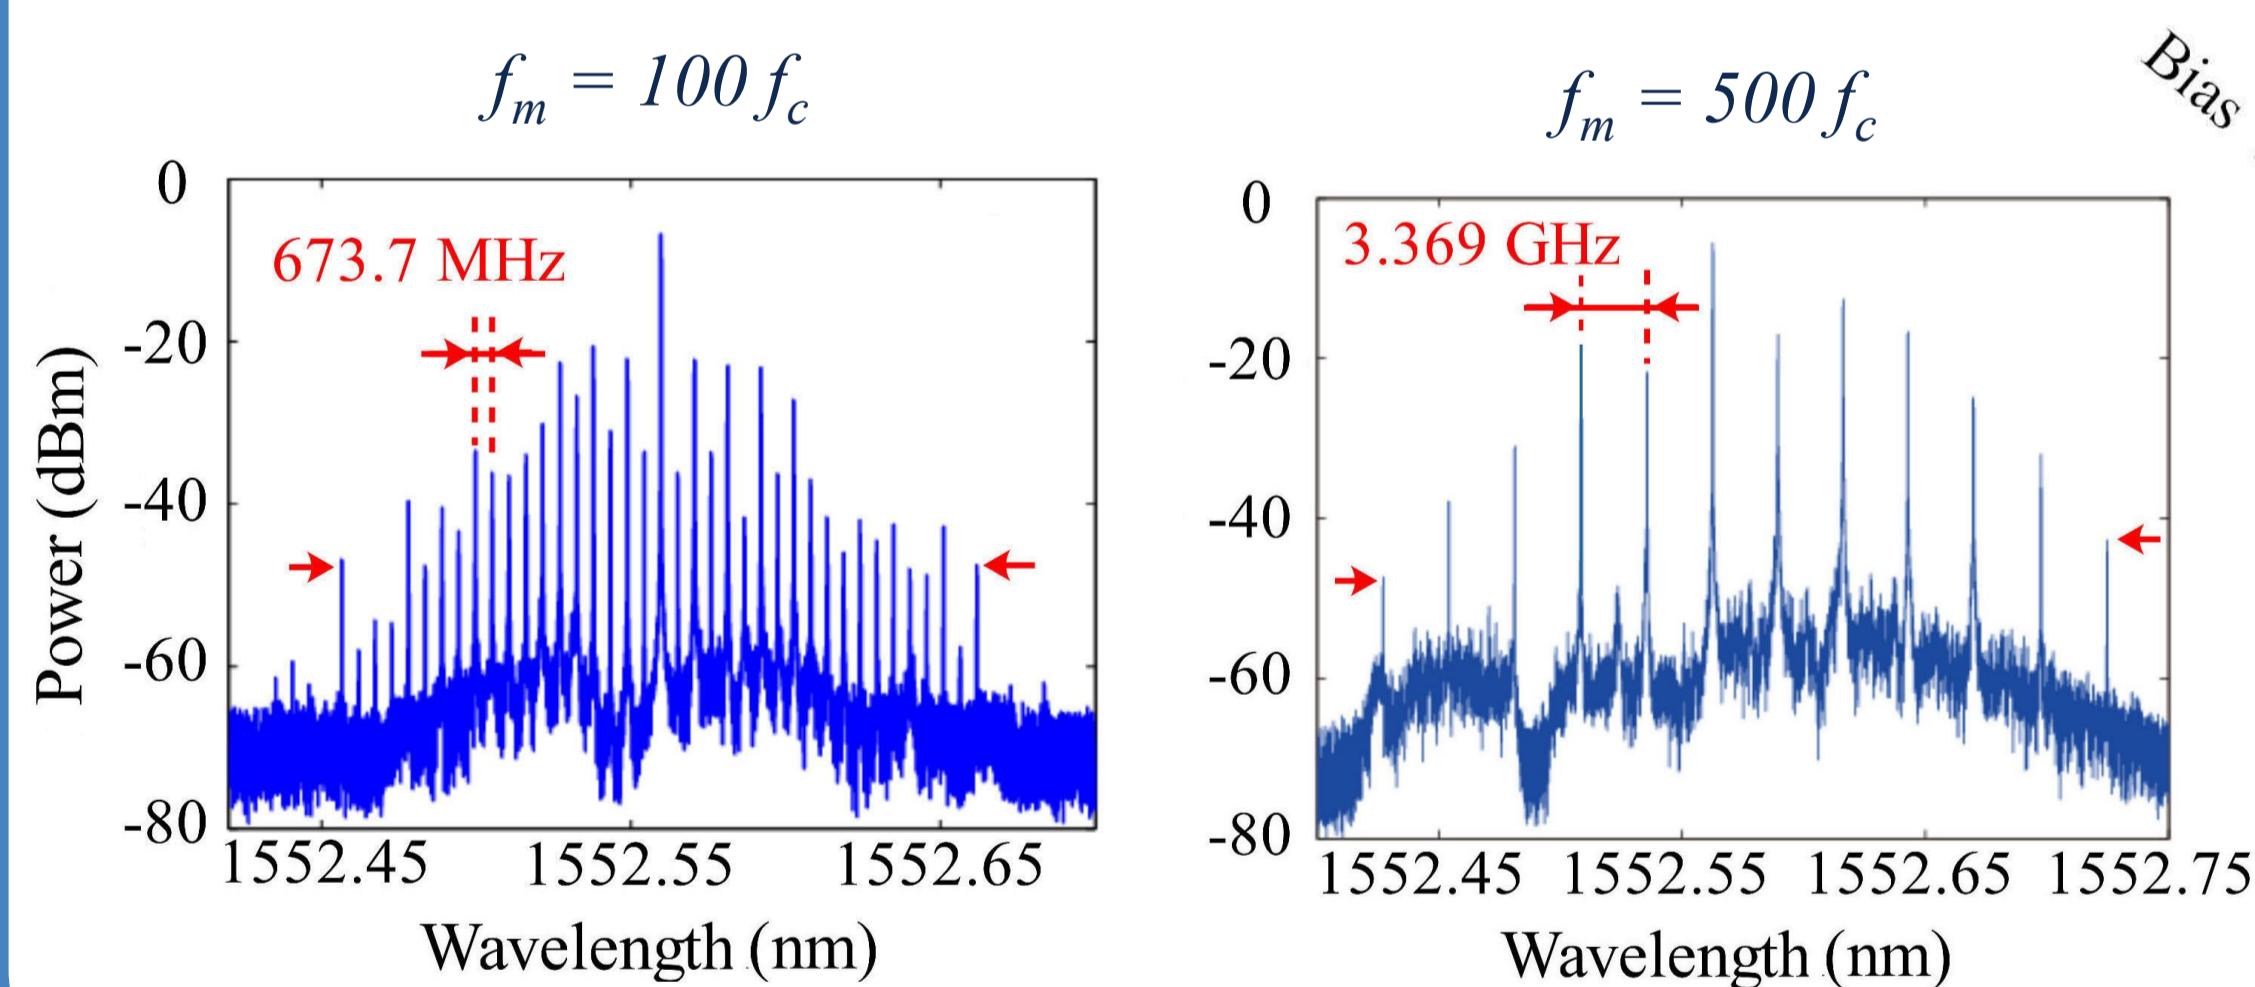 f_m = 100 f_c
0
-20
-40
-60
-80
Power (dBm)
673.7 MHz
1552.45 1552.55 1552.65
Wavelength (nm)
f_m = 500 f_c
0
-20
-40
-60
-80
3.369 GHz
1552.45 1552.55 1552.65 1552.75
Wavelength (nm)
Bias